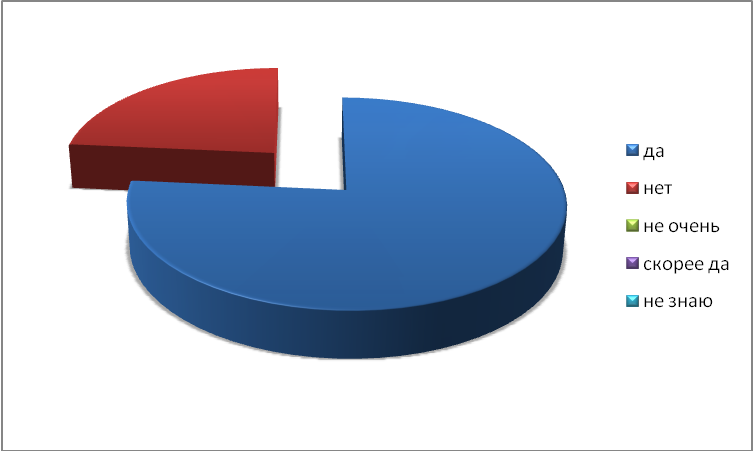 да
нет
не очень
скорее да
не знаю